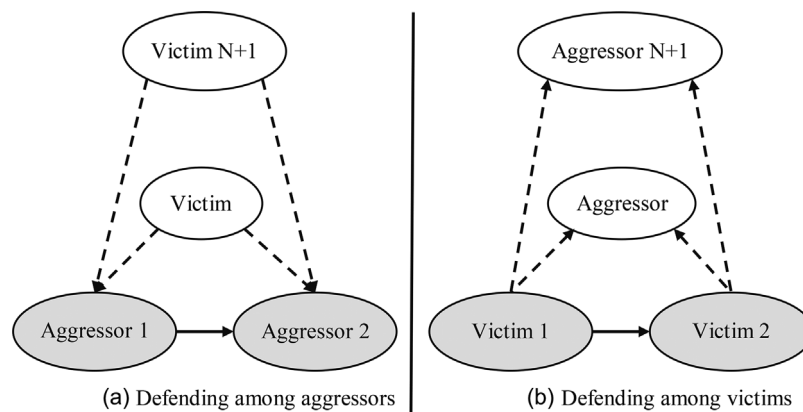 Victim N+1
Victim
Aggressor 1
Aggressor 2
(a) Defending among aggressors
Aggressor N+1
Aggressor
Victim 1
Victim 2
(b) Defending among victims